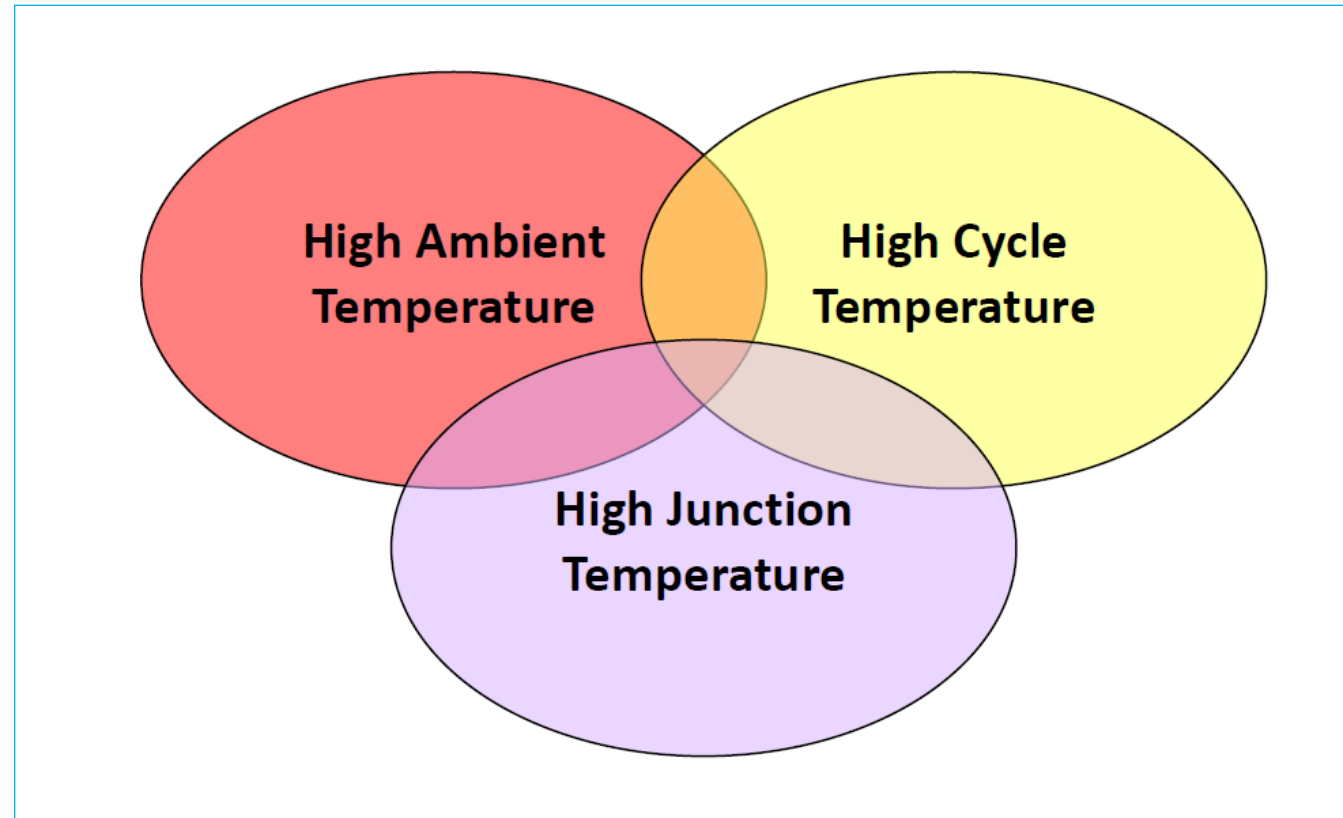 High Ambient
Temperature
High Cycle
Temperature
High Junction
Temperature